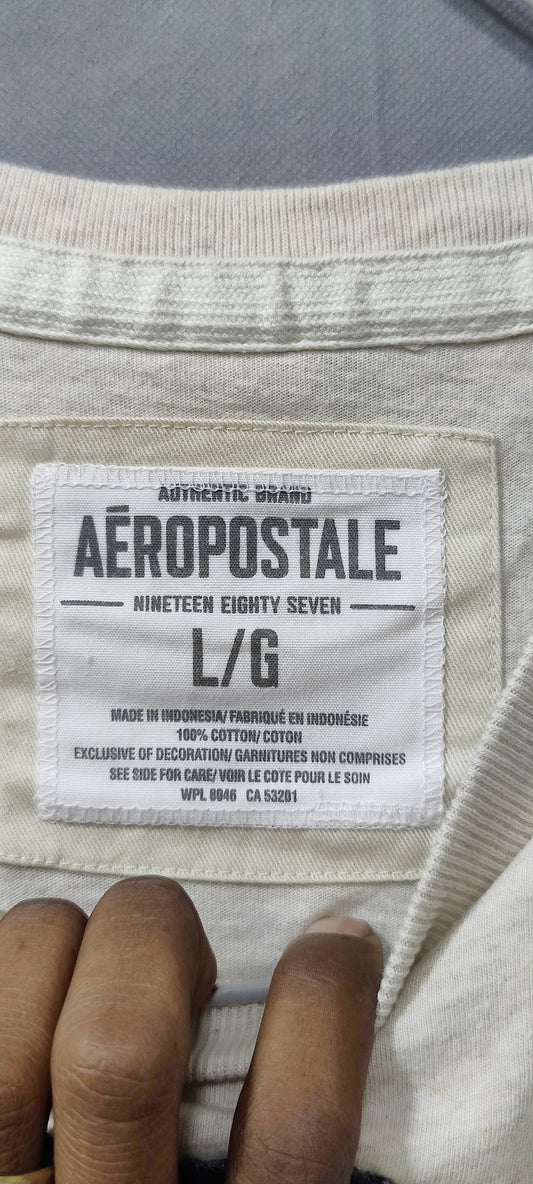 AUTHENTIC BRAND
AÉROPOSTALE
NINETEEN EIGHTY SEVEN
L/G
MADE IN INDONESIA/ FABRIQUÉ EN INDONÉSIE
100% COTTON/ COTON
EXCLUSIVE OF DECORATION/ GARNITURES NON COMPRISES
SEE SIDE FOR CARE/ VOIR LE COTE POUR LE SOIN
WPL 8046 CA 53201